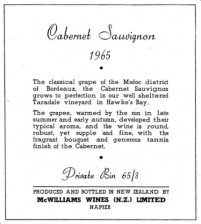 Cabernet Sauvignon
1965
The classical grape of the Medoc district
of Bordeaux, the Cabernet Sauvignon
grows to perfection in our well sheltered
Taradale vineyard in Hawke's Bay.
The grapes, warmed by the sun in late
summer and early autumn, developed their
typical aroma, and the wine is round,
robust, yet supple and fine, with the
fragrant bouquet and generous tannin
finish of the Cabernet.
Private Bin 65/3
PRODUCED AND BOTTLED IN NEW ZEALAND BY
McWILLIAMS WINES (N.Z.) LIMITED
NAPIER